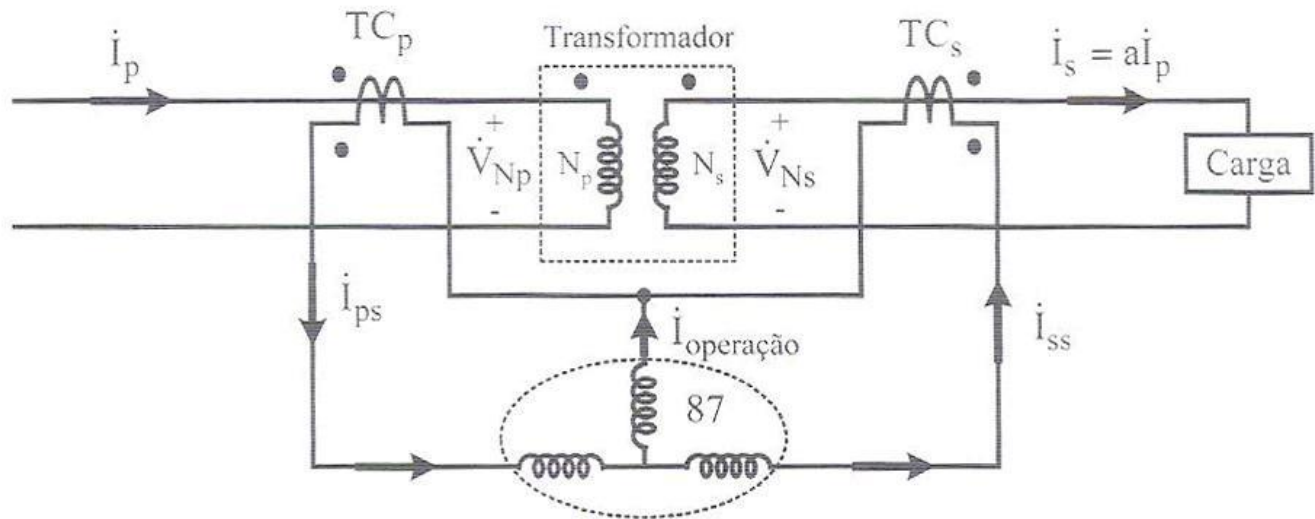 İp
TCp
Transformador
TCs
İs = aİp
+
V̇Np
-
Np
Ns
+
V̇Ns
-
Carga
İps
İoperação
İss
87